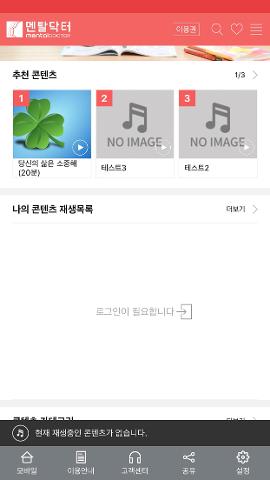 멘탈닥터
mentalDOCTOR
이용권
추천 콘텐츠
1/3
1
2
3
NO IMAGE
NO IMAGE
당신의 삶은 소중해
(20분)
테스트3
테스트2
나의 콘텐츠 재생목록
더보기
로그인이 필요합니다
현재 재생중인 콘텐츠가 없습니다.
모바일
이용안내
고객센터
공유
설정